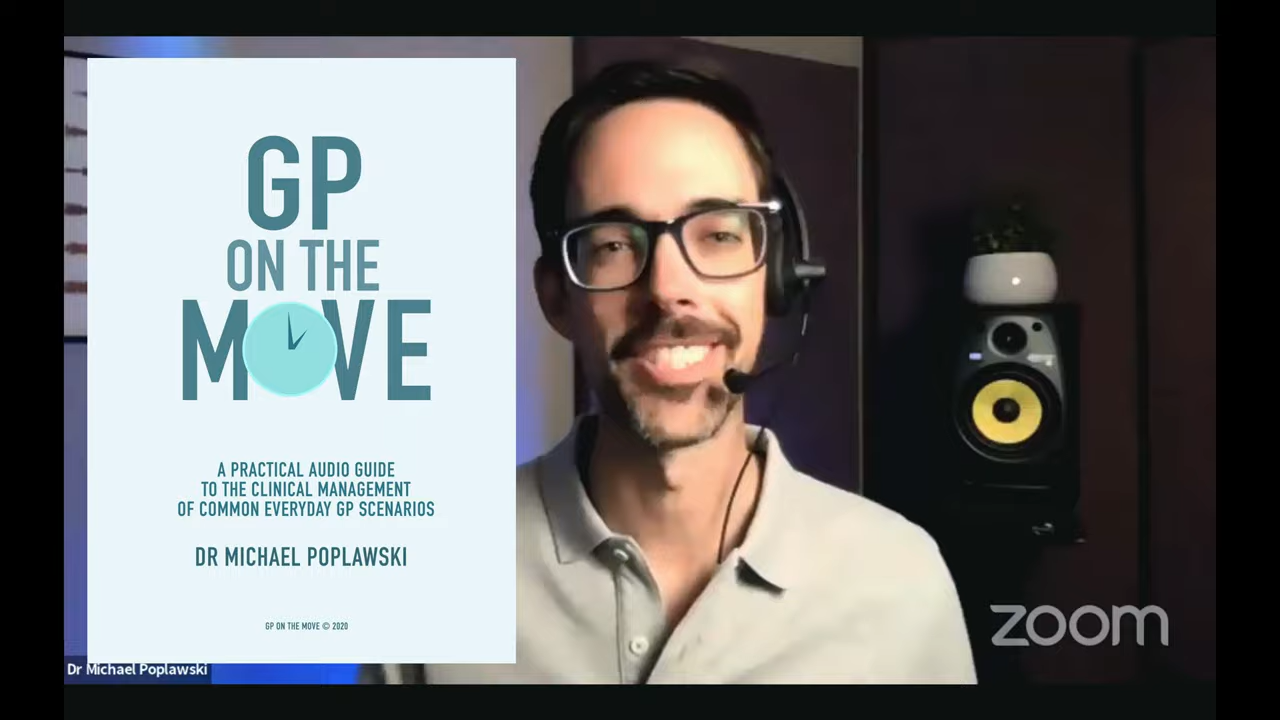 GP
ON THE
MOVE
A PRACTICAL AUDIO GUIDE
TO THE CLINICAL MANAGEMENT
OF COMMON EVERYDAY GP SCENARIOS
DR MICHAEL POPLAWSKI
GP ON THE MOVE © 2020
Dr Michael Poplawski
zoom